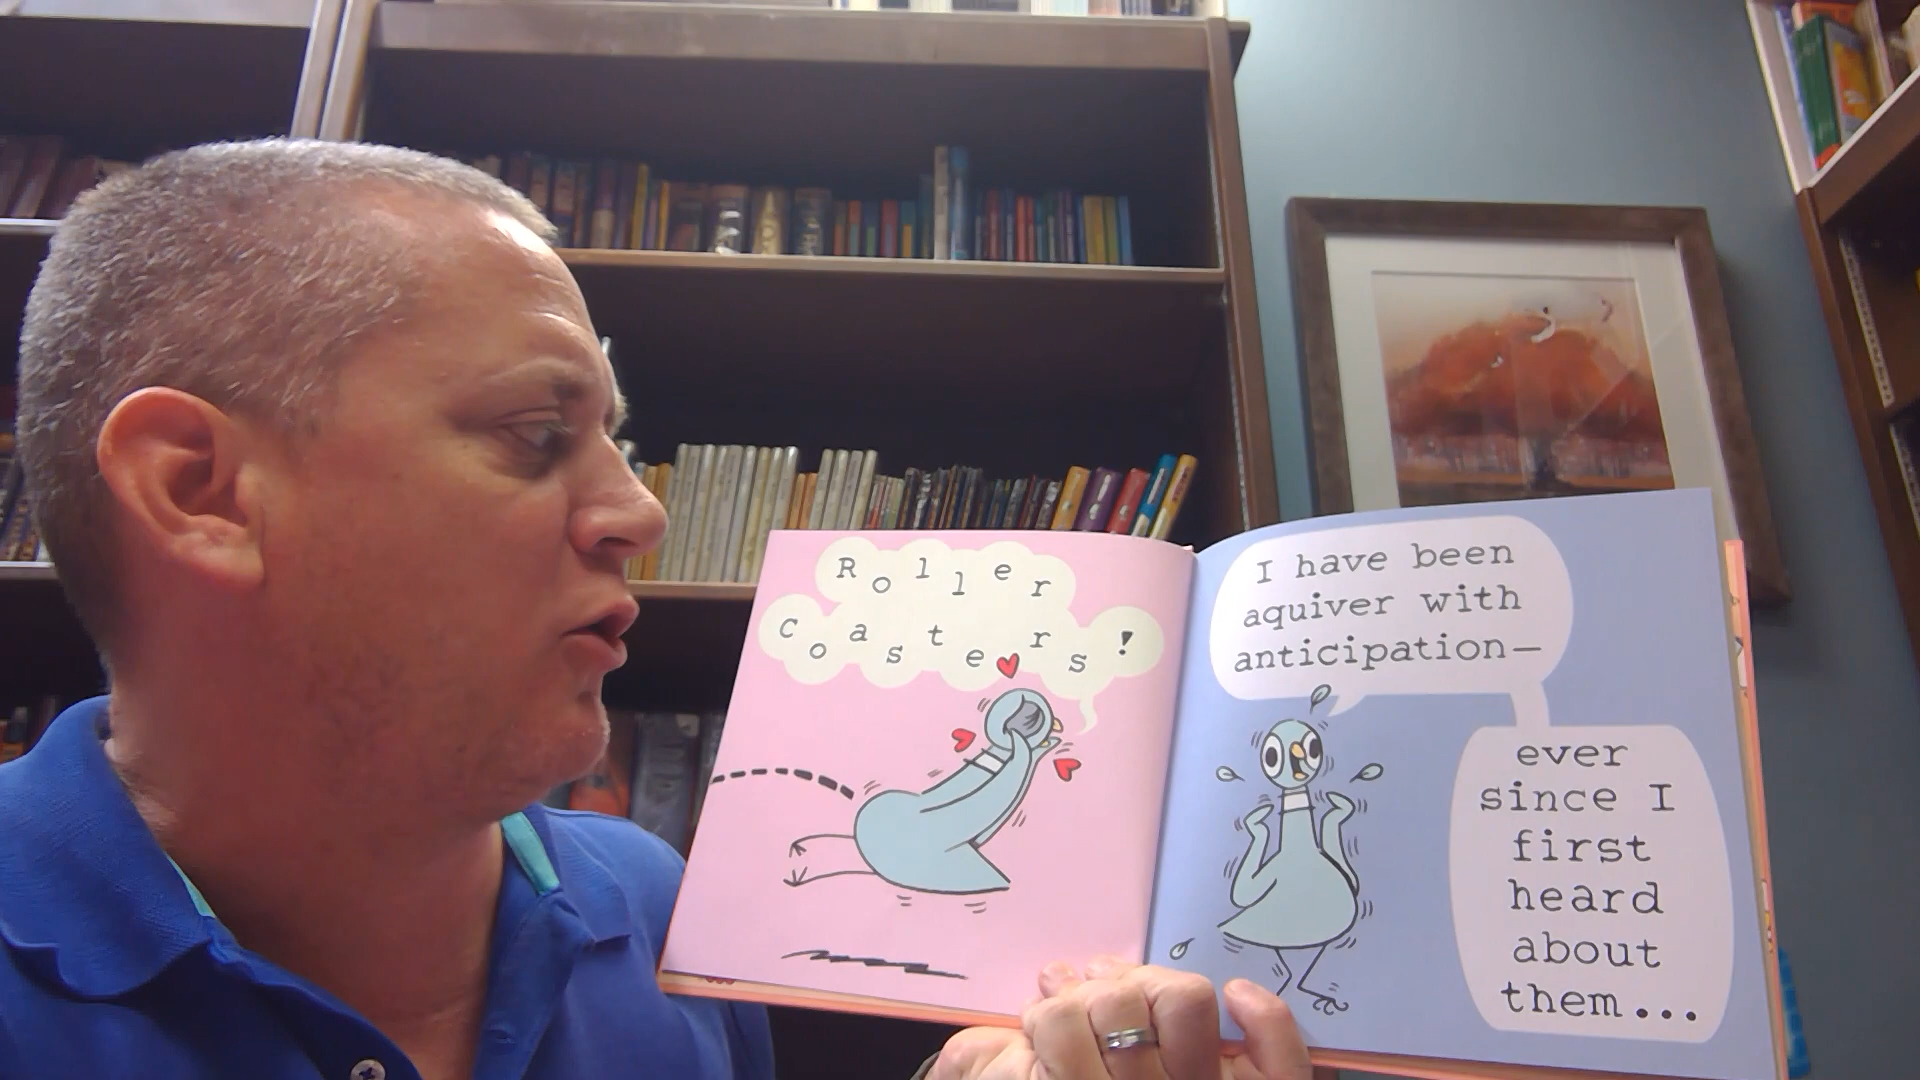 Roller
Coasters!
I have been
aquiver with
anticipation—
ever
since I
first
heard
about
them...